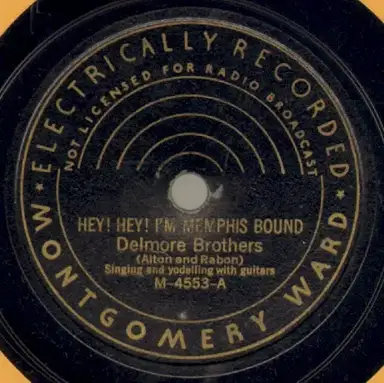 ★ ELECTRICALLY RECORDED ★
NOT LICENSED FOR RADIO BROADCAST
HEY! HEY! I'M MEMPHIS BOUND
Delmore Brothers
(Alton and Rabon)
Singing and yodelling with guitars
M-4553-A
MONTGOMERY WARD